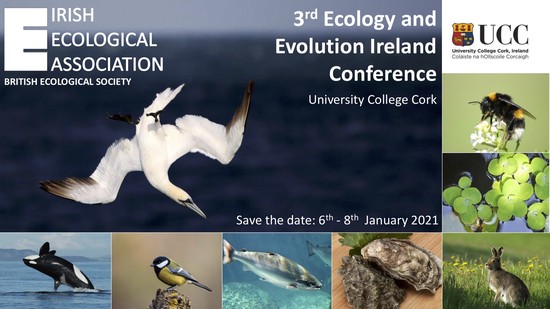 IRISH
ECOLOGICAL
ASSOCIATION
BRITISH ECOLOGICAL SOCIETY
3rd Ecology and
Evolution Ireland
Conference
University College Cork
Save the date: 6th - 8th January 2021
UCC
University College Cork, Ireland
Coláiste na hOllscoile Corcaigh